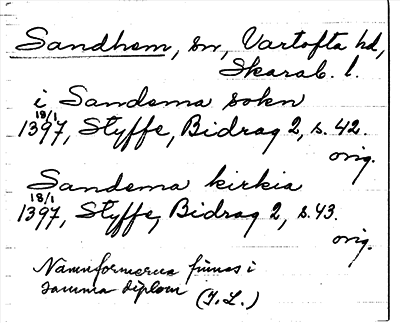 Sandhem, sn, Vartofta hd,
Skarab. l.
i Sandema sokn
18/1
1397, Styffe, Bidrag 2, s. 42.
orig.
Sandema kirkia
18/1
1397, Styffe, Bidrag 2, s. 43.
orig.
Namnformerna finnas i
samma diplom (I. L.)